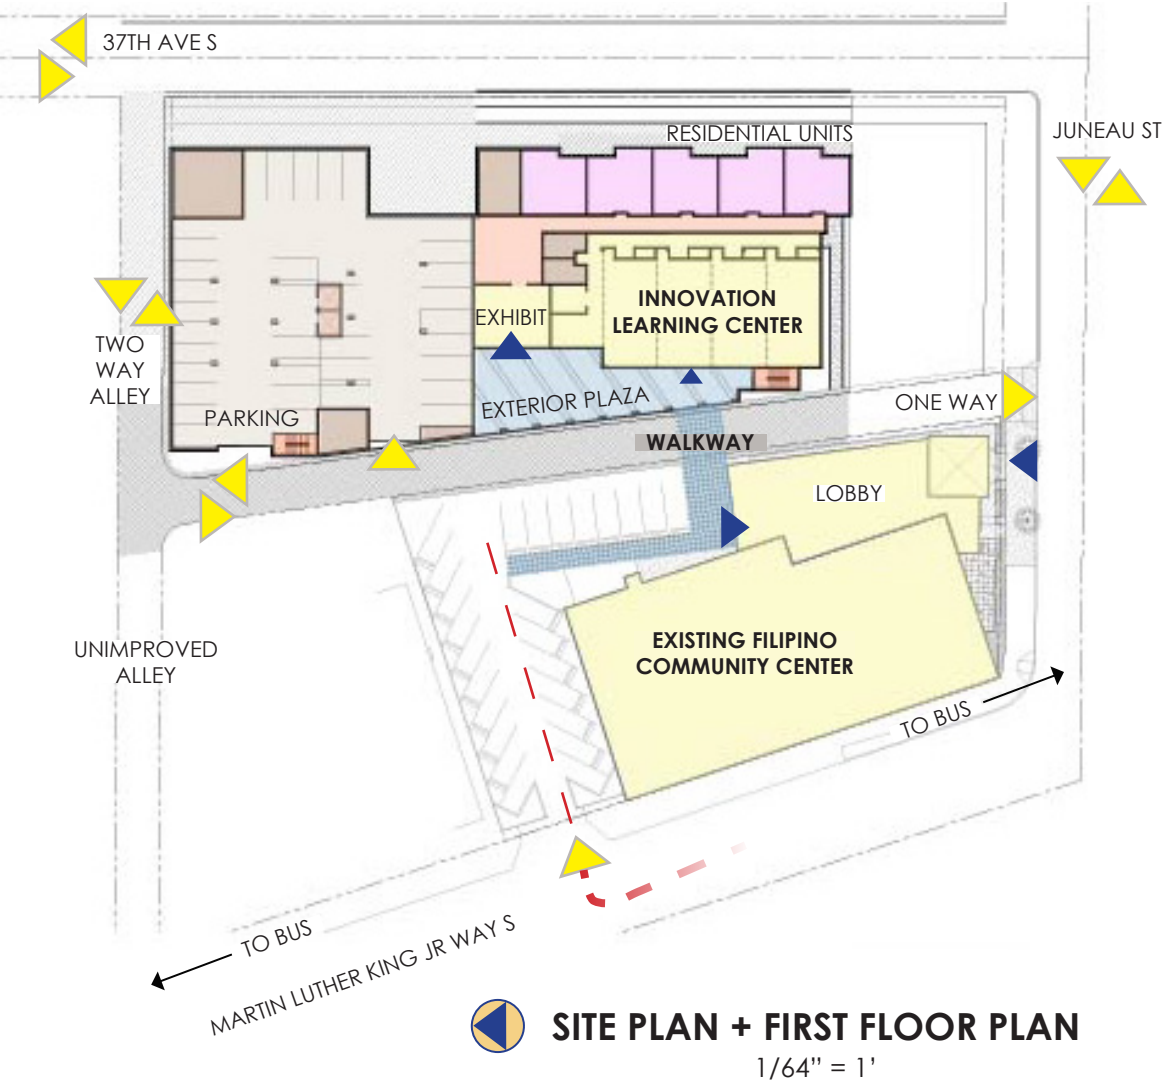 37TH AVE S
JUNEAU ST
RESIDENTIAL UNITS
INNOVATION
LEARNING CENTER
EXHIBIT
TWO
WAY
ALLEY
EXTERIOR PLAZA
PARKING
ONE WAY
WALKWAY
LOBBY
UNIMPROVED
ALLEY
EXISTING FILIPINO
COMMUNITY CENTER
TO BUS
TO BUS
MARTIN LUTHER KING JR WAY S
SITE PLAN + FIRST FLOOR PLAN
1/64” = 1’